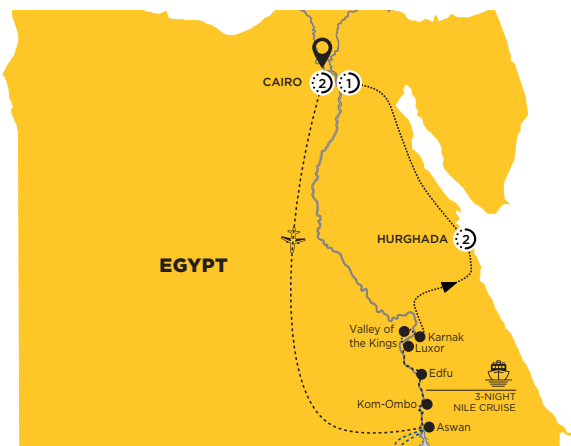 CAIRO
2
1
EGYPT
HURGHADA
2
Valley of
the Kings
Karnak
Luxor
Edfu
3-NIGHT
NILE CRUISE
Kom-Ombo
Aswan